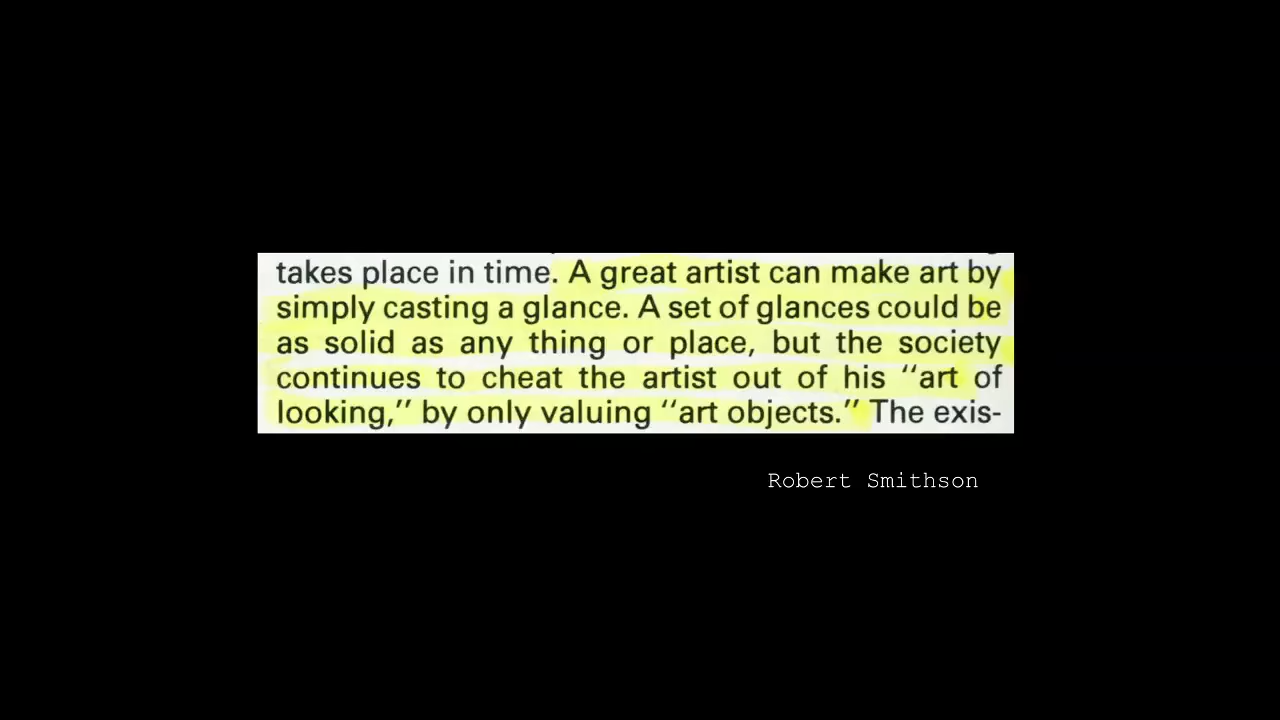 takes place in time. A great artist can make art by
simply casting a glance. A set of glances could be
as solid as any thing or place, but the society
continues to cheat the artist out of his “art of
looking,” by only valuing “art objects.” The exis-
Robert Smithson